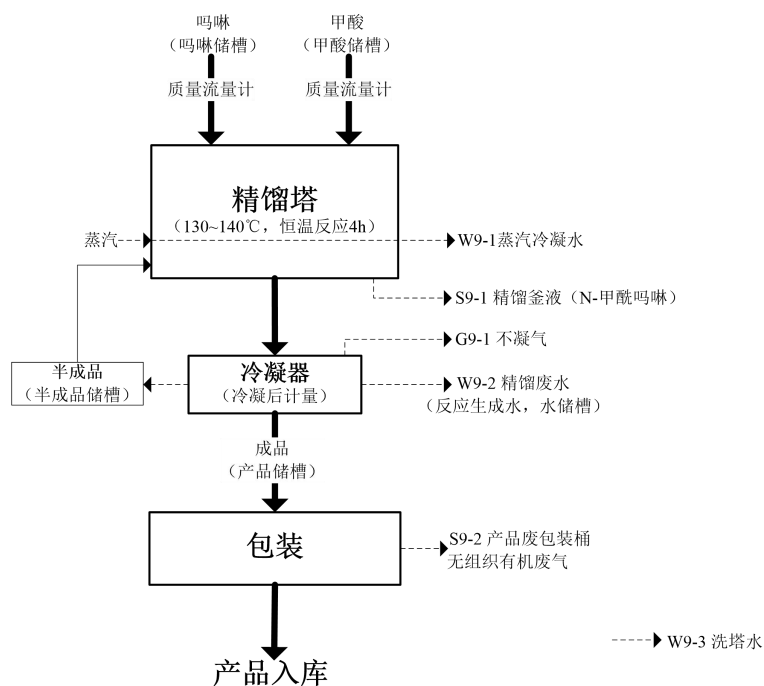 吗啉
（吗啉储槽）
甲酸
（甲酸储槽）
质量流量计
质量流量计
精馏塔
（130~140℃，恒温反应4h）
蒸汽
W9-1蒸汽冷凝水
S9-1 精馏釜液（N-甲酰吗啉）
G9-1 不凝气
半成品
（半成品储槽）
冷凝器
（冷凝后计量）
W9-2 精馏废水
（反应生成水，水储槽）
成品
（产品储槽）
包装
S9-2 产品废包装桶
无组织有机废气
W9-3 洗塔水
产品入库